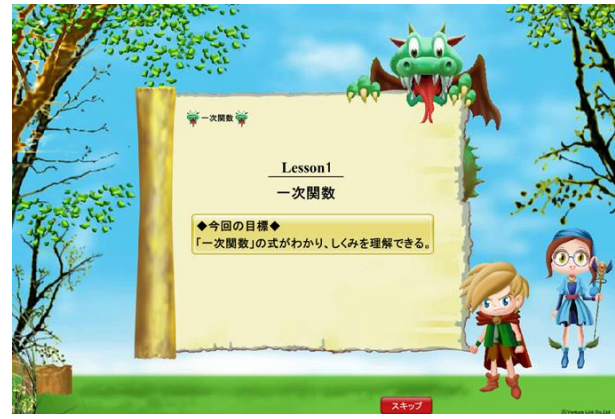 一次関数
Lesson1
一次関数
◆今回の目標◆
「一次関数」の式がわかり、しくみを理解できる。
スキップ